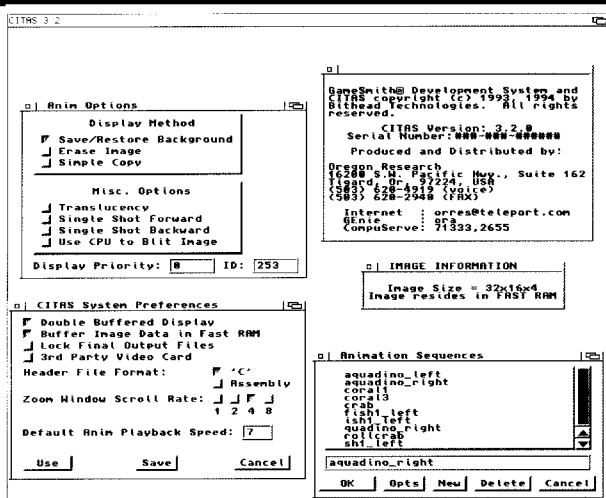 CITAS 3 2
Anim Options
Display Method
Save/Restore Background
Erase Image
Simple Copy
Misc. Options
Translucency
Single Shot Forward
Single Shot Backward
Use CPU to Blit Image
Display Priority: 0 ID: 253
GameSmith® Development System and
CITAS copyright (c) 1993, 1994 by
Bithead Technologies. All rights
reserved.
CITAS Version: 3.2.0
Serial Number:###-###-######
Produced and Distributed by:
Oregon Research
16200 S.W. Pacific Hwy., Suite 162
Tigard, Or. 97224, USA
(503) 620-4919 (voice)
(503) 620-2940 (FAX)
Internet : orres@teleport.com
GEnie : ora
CompuServe: 71333,2655
IMAGE INFORMATION
Image Size = 32x16x4
Image resides in FAST RAM
CITAS System Preferences
Double Buffered Display
Buffer Image Data in Fast RAM
Lock Final Output Files
3rd Party Video Card
Header File Format: 'C'
Assembly
Zoom Window Scroll Rate:
1 2 4 8
Default Anim Playback Speed: 7
Use Save Cancel
Animation Sequences
aquadino_left
aquadino_right
coral1
coral3
crab
fish1_left
ish1_left
quadino_right
rollcrab
sh1_left
aquadino_right
OK Opts New Delete Cancel